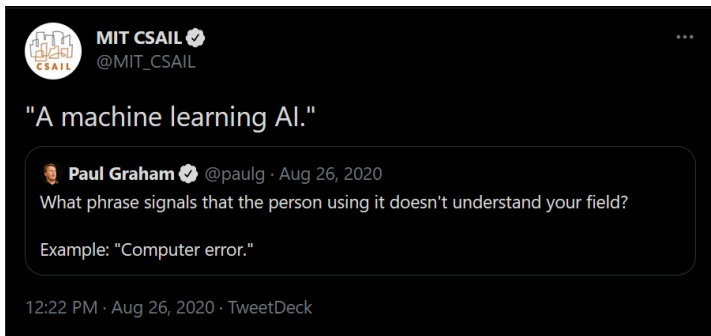 MIT CSAIL
@MIT_CSAIL
CSAIL
"A machine learning AI."
Paul Graham @paulg · Aug 26, 2020
What phrase signals that the person using it doesn't understand your field?
Example: "Computer error."
12:22 PM · Aug 26, 2020 · TweetDeck